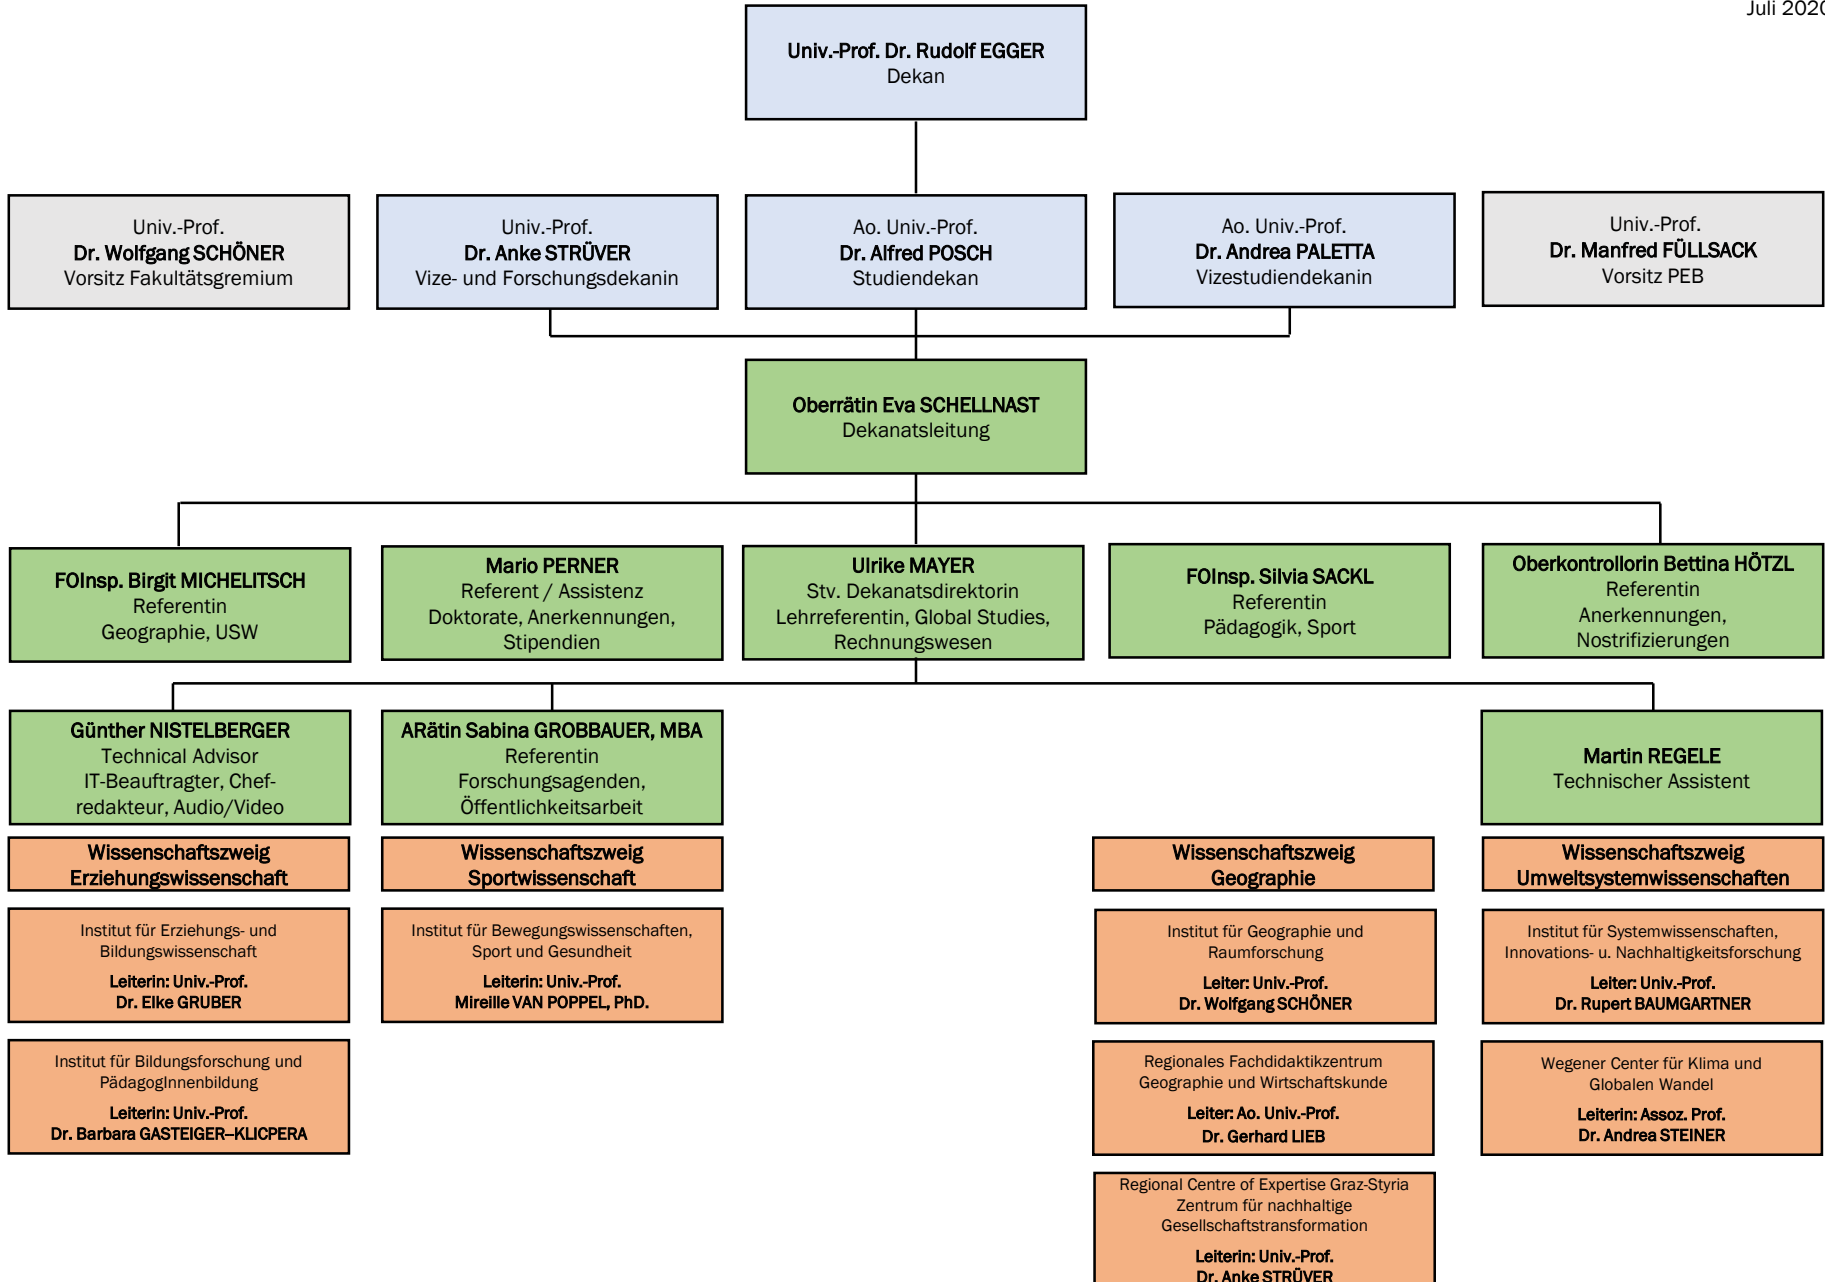 Juli 2020
Univ.-Prof. Dr. Rudolf EGGER
Dekan
Univ.-Prof.
Dr. Wolfgang SCHÖNER
Vorsitz Fakultätsgremium
Univ.-Prof.
Dr. Anke STRÜVER
Vize- und Forschungsdekanin
Ao. Univ.-Prof.
Dr. Alfred POSCH
Studiendekan
Ao. Univ.-Prof.
Dr. Andrea PALETTA
Vizestudiendekanin
Univ.-Prof.
Dr. Manfred FÜLLSACK
Vorsitz PEB
Oberrätin Eva SCHELLNAST
Dekanatsleitung
FOInsp. Birgit MICHELITSCH
Referentin
Geographie, USW
Mario PERNER
Referent / Assistenz
Doktorate, Anerkennungen,
Stipendien
Ulrike MAYER
Stv. Dekanatsdirektorin
Lehrreferentin, Global Studies,
Rechnungswesen
FOInsp. Silvia SACKL
Referentin
Pädagogik, Sport
Oberkontrollorin Bettina HÖTZL
Referentin
Anerkennungen,
Nostrifizierungen
Günther NISTELBERGER
Technical Advisor
IT-Beauftragter, Chef-
redakteur, Audio/Video
ARätin Sabina GROBBAUER, MBA
Referentin
Forschungsagenden,
Öffentlichkeitsarbeit
Martin REGELE
Technischer Assistent
Wissenschaftszweig
Erziehungswissenschaft
Institut für Erziehungs- und
Bildungswissenschaft
Leiterin: Univ.-Prof.
Dr. Elke GRUBER
Institut für Bildungsforschung und
PädagogInnenbildung
Leiterin: Univ.-Prof.
Dr. Barbara GASTEIGER–KLICPERA
Wissenschaftszweig
Sportwissenschaft
Institut für Bewegungswissenschaften,
Sport und Gesundheit
Leiterin: Univ.-Prof.
Mireille VAN POPPEL, PhD.
Wissenschaftszweig
Geographie
Institut für Geographie und
Raumforschung
Leiter: Univ.-Prof.
Dr. Wolfgang SCHÖNER
Regionales Fachdidaktikzentrum
Geographie und Wirtschaftskunde
Leiter: Ao. Univ.-Prof.
Dr. Gerhard LIEB
Regional Centre of Expertise Graz-Styria
Zentrum für nachhaltige
Gesellschaftstransformation
Leiterin: Univ.-Prof.
Dr. Anke STRÜVER
Wissenschaftszweig
Umweltsystemwissenschaften
Institut für Systemwissenschaften,
Innovations- u. Nachhaltigkeitsforschung
Leiter: Univ.-Prof.
Dr. Rupert BAUMGARTNER
Wegener Center für Klima und
Globalen Wandel
Leiterin: Assoz. Prof.
Dr. Andrea STEINER